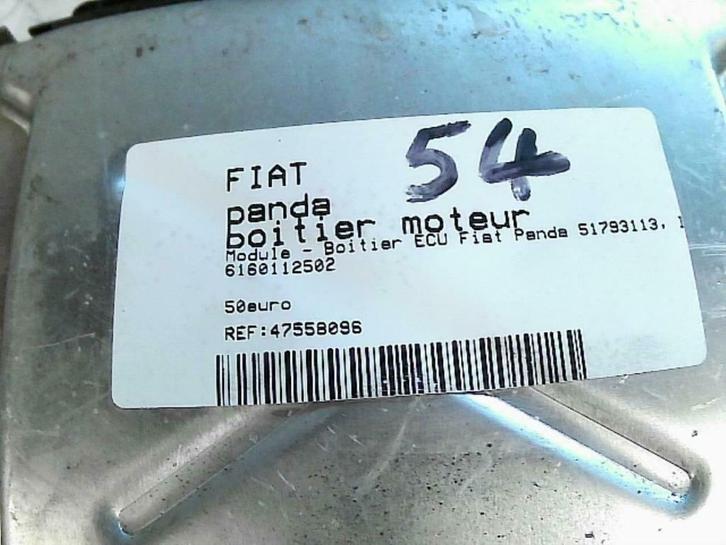 54
FIAT
panda
boitier moteur
Module - Boitier ECU Fiat Panda 51793113,
6160112502
50euro
REF:47558096